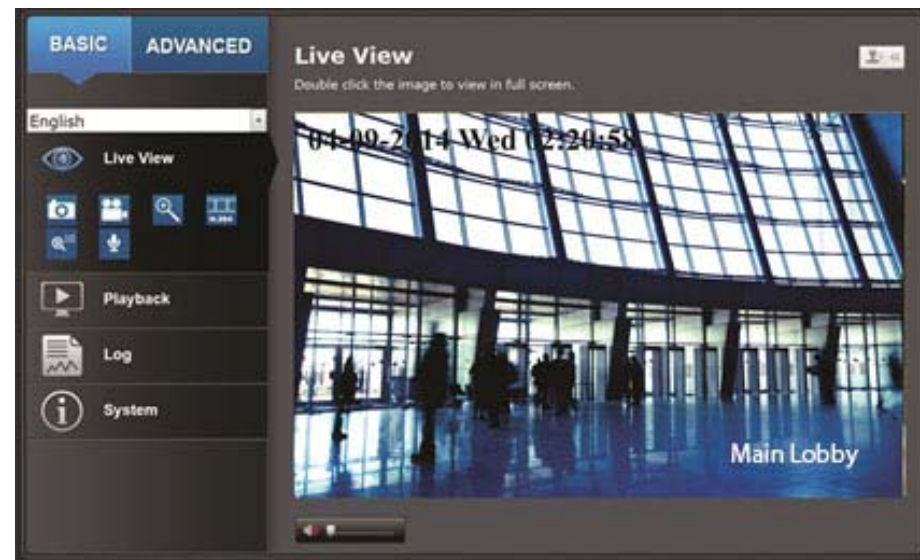 BASIC ADVANCED
English
Live View
H.264
Playback
Log
System
Live View
Double click the image to view in full screen.
04-09-2014 Wed 02:20:58
Main Lobby